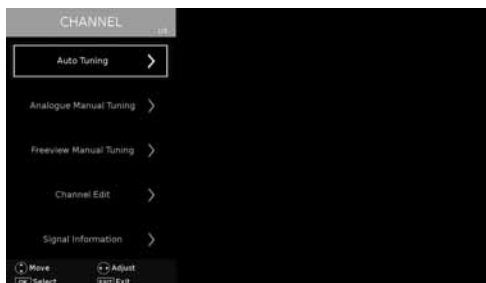 CHANNEL
Auto Tuning
Analogue Manual Tuning
Freeview Manual Tuning
Channel Edit
Signal Information
Move Adjust
OK Select EXIT Exit